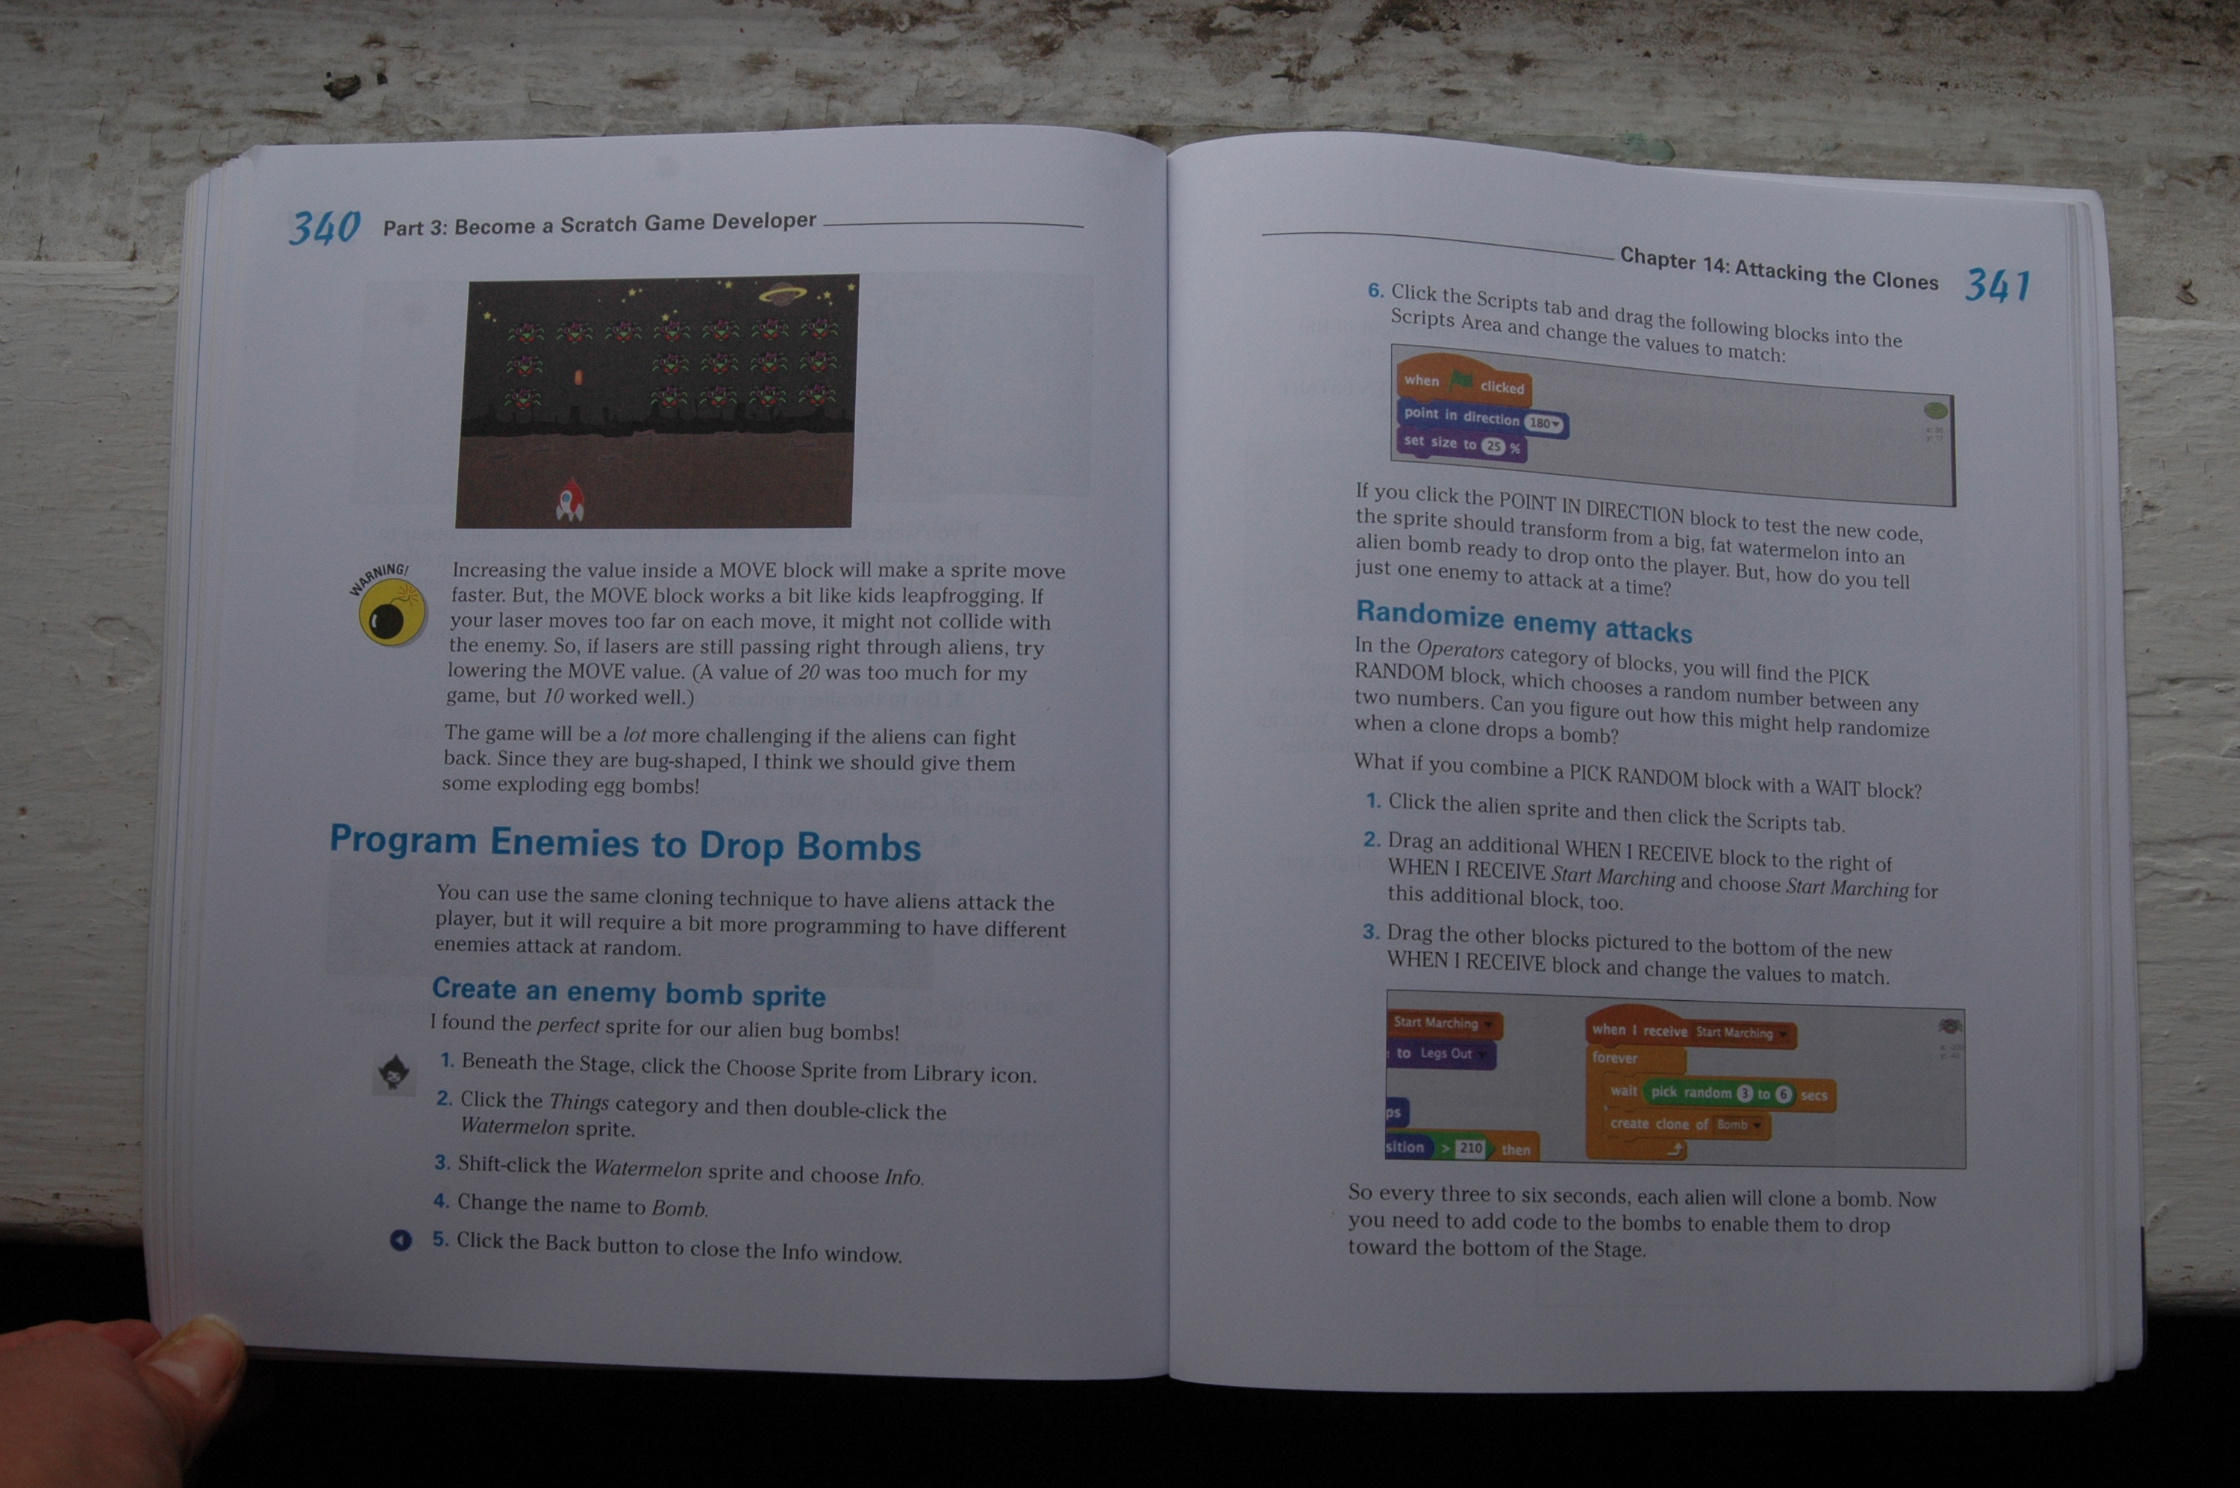 340 Part 3: Become a Scratch Game Developer
WARNING!
Increasing the value inside a MOVE block will make a sprite move
faster. But, the MOVE block works a bit like kids leapfrogging. If
your laser moves too far on each move, it might not collide with
the enemy. So, if lasers are still passing right through aliens, try
lowering the MOVE value. (A value of 20 was too much for my
game, but 10 worked well.)
The game will be a lot more challenging if the aliens can fight
back. Since they are bug-shaped, I think we should give them
some exploding egg bombs!
Program Enemies to Drop Bombs
You can use the same cloning technique to have aliens attack the
player, but it will require a bit more programming to have different
enemies attack at random.
Create an enemy bomb sprite
I found the perfect sprite for our alien bug bombs!
1. Beneath the Stage, click the Choose Sprite from Library icon.
2. Click the Things category and then double-click the
Watermelon sprite.
3. Shift-click the Watermelon sprite and choose Info.
4. Change the name to Bomb.
5. Click the Back button to close the Info window.
Chapter 14: Attacking the Clones 341
6. Click the Scripts tab and drag the following blocks into the
Scripts Area and change the values to match:
when clicked
point in direction 180
set size to 25 %
If you click the POINT IN DIRECTION block to test the new code,
the sprite should transform from a big, fat watermelon into an
alien bomb ready to drop onto the player. But, how do you tell
just one enemy to attack at a time?
Randomize enemy attacks
In the Operators category of blocks, you will find the PICK
RANDOM block, which chooses a random number between any
two numbers. Can you figure out how this might help randomize
when a clone drops a bomb?
What if you combine a PICK RANDOM block with a WAIT block?
1. Click the alien sprite and then click the Scripts tab.
2. Drag an additional WHEN I RECEIVE block to the right of
WHEN I RECEIVE Start Marching and choose Start Marching for
this additional block, too.
3. Drag the other blocks pictured to the bottom of the new
WHEN I RECEIVE block and change the values to match.
Start Marching
to Legs Out
ps
sition > 210 then
when I receive Start Marching
forever
wait pick random 3 to 6 secs
create clone of Bomb
So every three to six seconds, each alien will clone a bomb. Now
you need to add code to the bombs to enable them to drop
toward the bottom of the Stage.